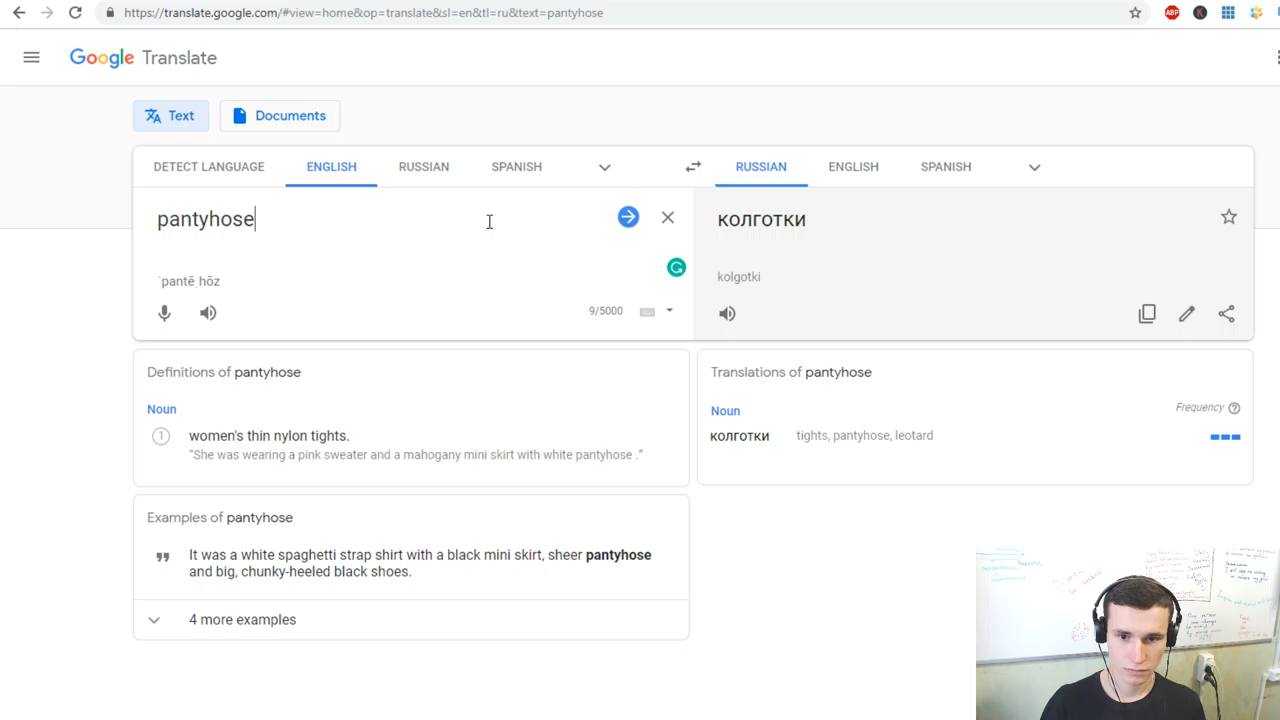 https://translate.google.com/#view=home&op=translate&sl=en&tl=ru&text=pantyhose
ABP
K
Google Translate
Text
Documents
DETECT LANGUAGE ENGLISH RUSSIAN SPANISH
RUSSIAN ENGLISH SPANISH
pantyhose
колготки
ˈpantēˌhōz
kolgotki
9/5000
Definitions of pantyhose
Noun
1 women's thin nylon tights.
“She was wearing a pink sweater and a mahogany mini skirt with white pantyhose .”
Translations of pantyhose
Noun
Frequency
колготки tights, pantyhose, leotard
Examples of pantyhose
It was a white spaghetti strap shirt with a black mini skirt, sheer pantyhose
and big, chunky-heeled black shoes.
4 more examples